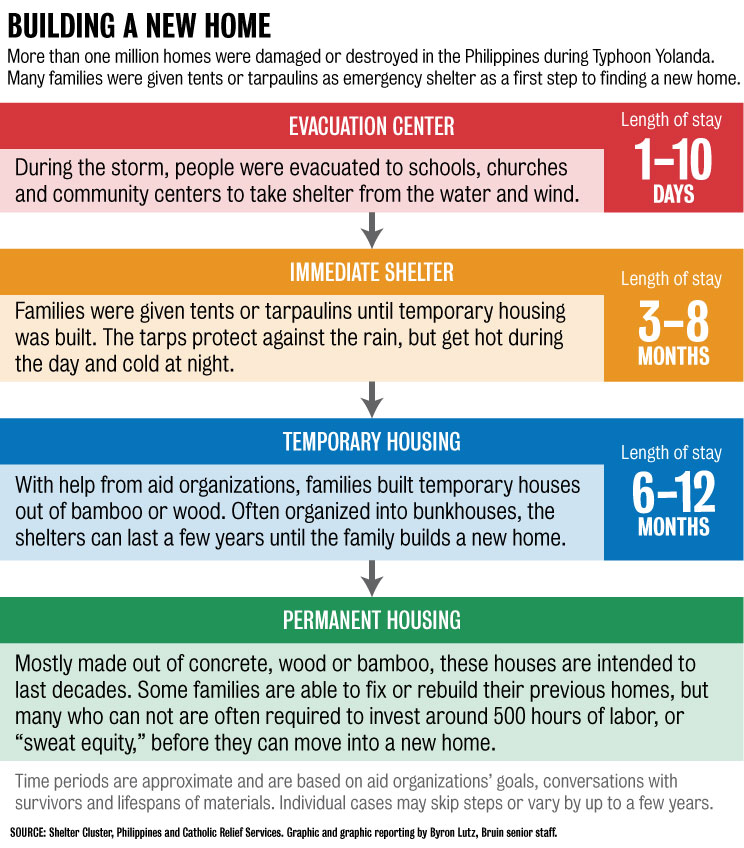 BUILDING A NEW HOME
More than one million homes were damaged or destroyed in the Philippines during Typhoon Yolanda.
Many families were given tents or tarpaulins as emergency shelter as a first step to finding a new home.
EVACUATION CENTER
During the storm, people were evacuated to schools, churches
and community centers to take shelter from the water and wind.
Length of stay
1–10
DAYS
IMMEDIATE SHELTER
Families were given tents or tarpaulins until temporary housing
was built. The tarps protect against the rain, but get hot during
the day and cold at night.
Length of stay
3–8
MONTHS
TEMPORARY HOUSING
With help from aid organizations, families built temporary houses
out of bamboo or wood. Often organized into bunkhouses, the
shelters can last a few years until the family builds a new home.
Length of stay
6–12
MONTHS
PERMANENT HOUSING
Mostly made out of concrete, wood or bamboo, these houses are intended to
last decades. Some families are able to fix or rebuild their previous homes, but
many who can not are often required to invest around 500 hours of labor, or
“sweat equity,” before they can move into a new home.
Time periods are approximate and are based on aid organizations’ goals, conversations with
survivors and lifespans of materials. Individual cases may skip steps or vary by up to a few years.
SOURCE: Shelter Cluster, Philippines and Catholic Relief Services. Graphic and graphic reporting by Byron Lutz, Bruin senior staff.